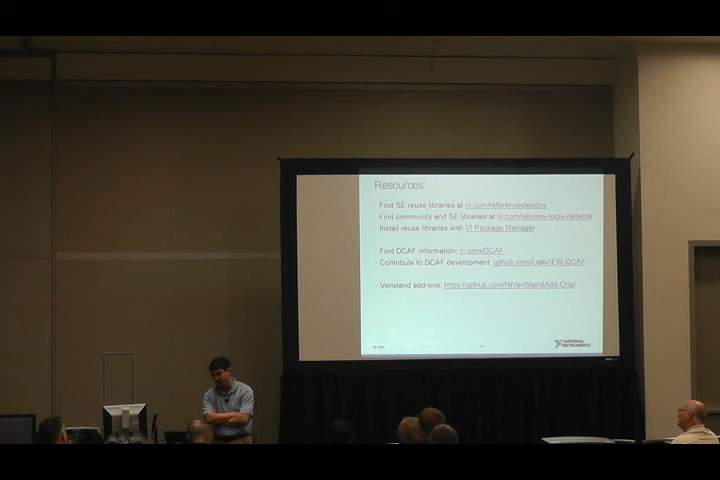 Resources
· Find SE reuse libraries at ni.com/referencedesigns
· Find community and SE libraries at ni.com/labview-tools-network
· Install reuse libraries with VI Package Manager
· Find DCAF information: ni.com/DCAF
· Contribute to DCAF development: github.com/LabVIEW-DCAF
· Veristand add-ons: https://github.com/NIVeriStandAdd-Ons/
ni.com
NATIONAL
INSTRUMENTS